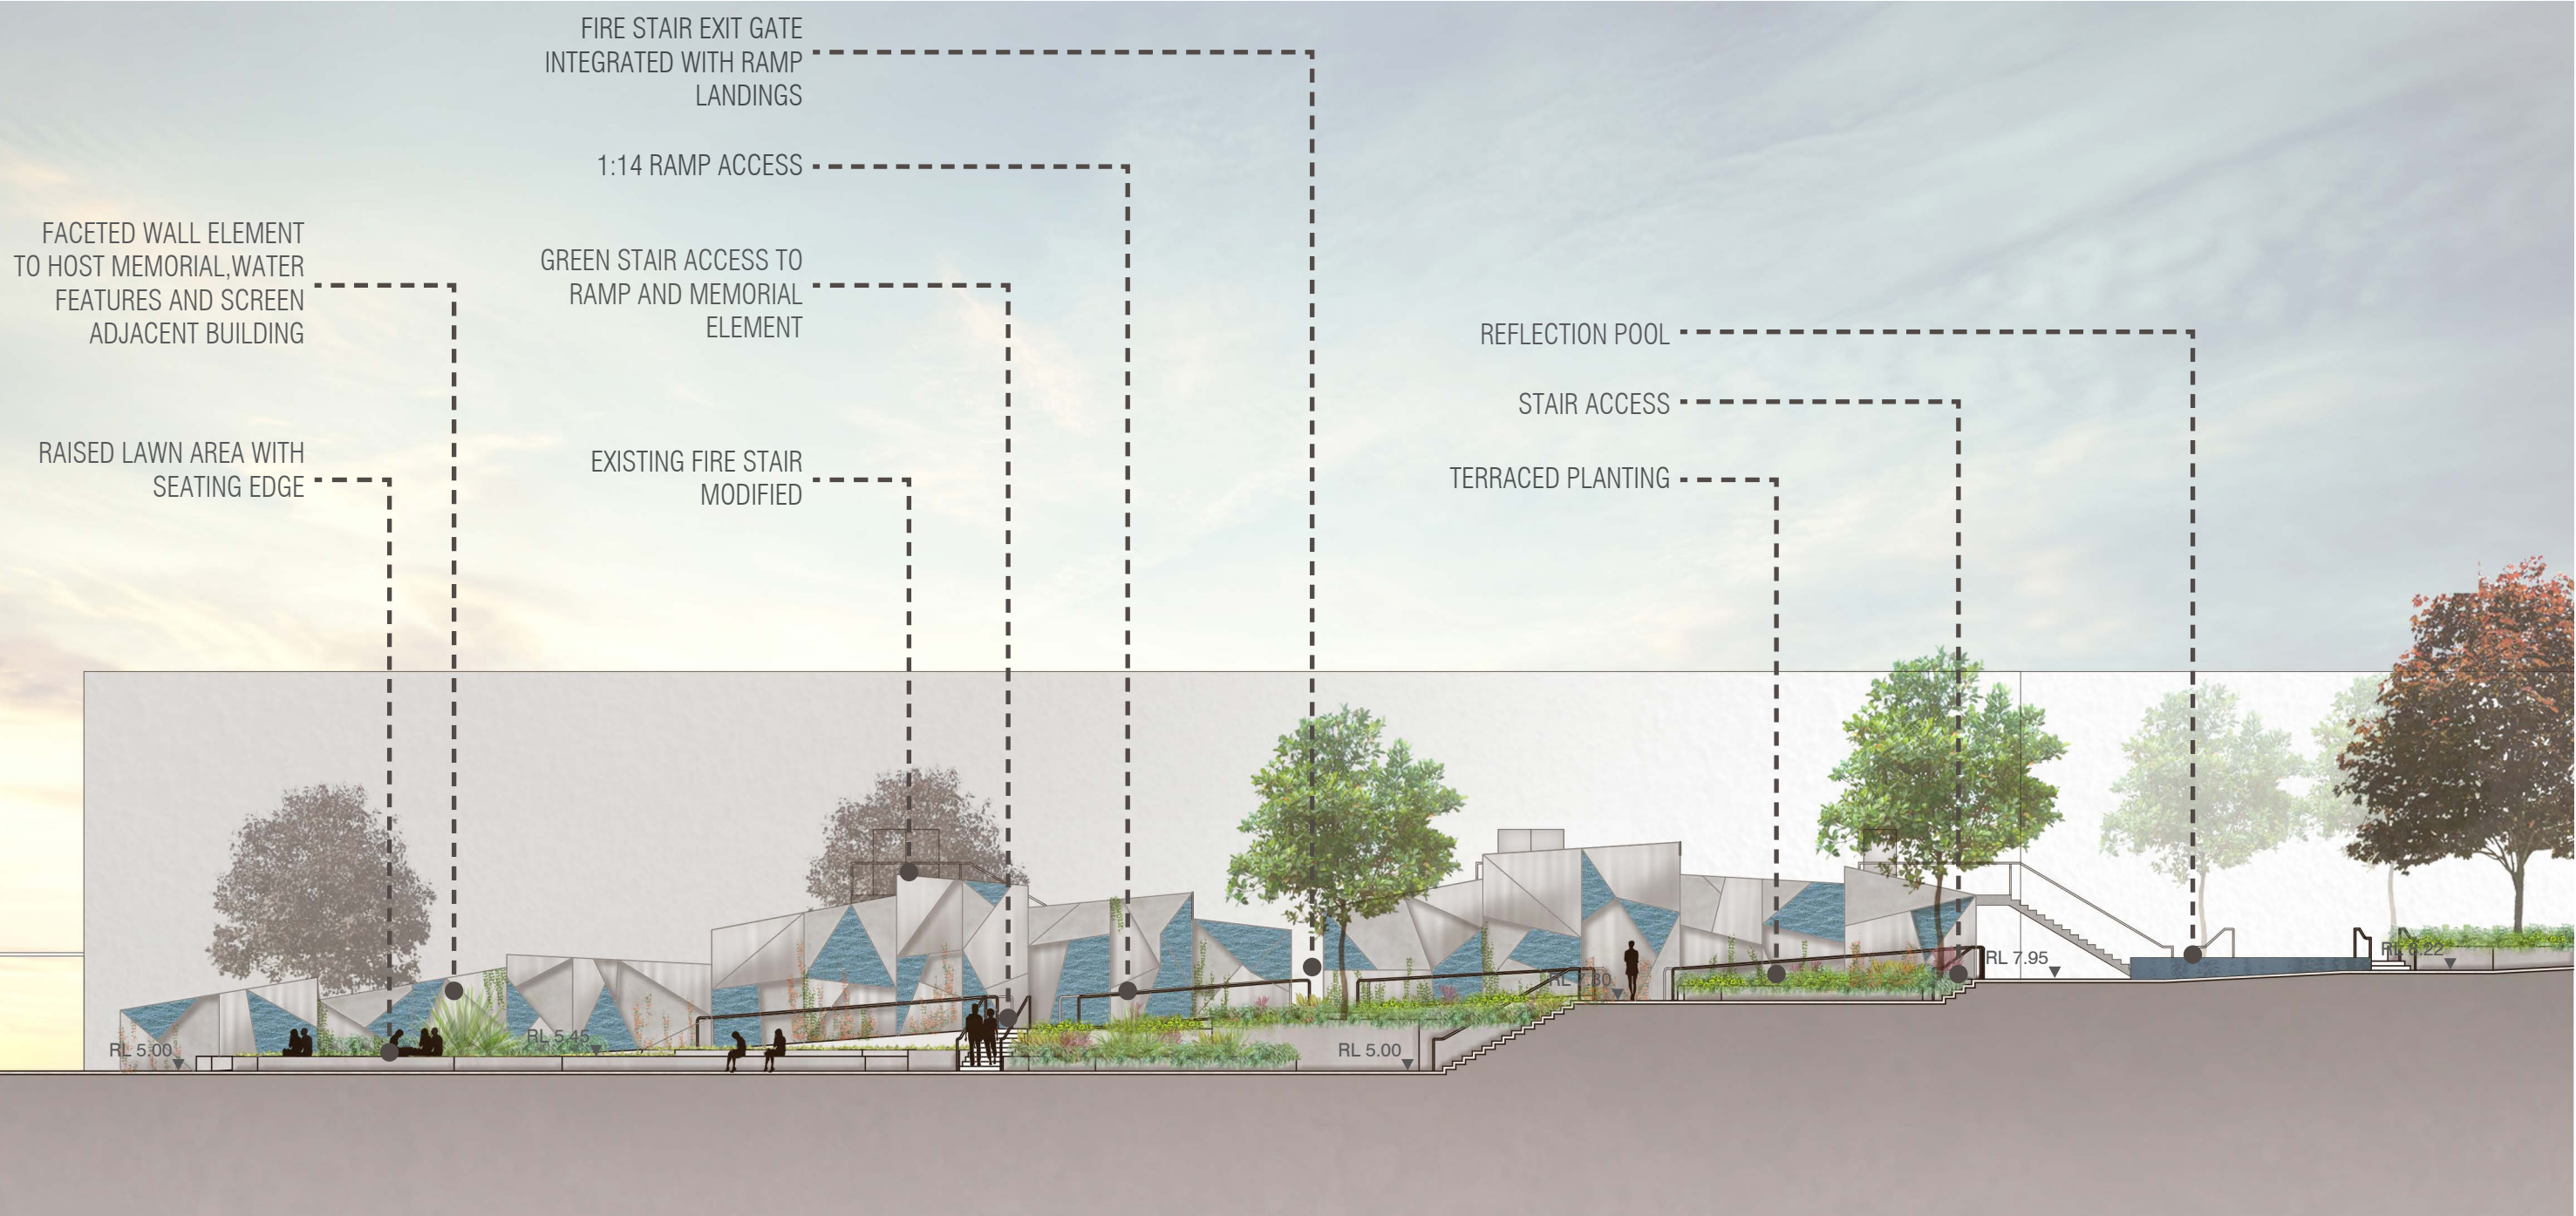 FIRE STAIR EXIT GATE
INTEGRATED WITH RAMP
LANDINGS
1:14 RAMP ACCESS
FACETED WALL ELEMENT
TO HOST MEMORIAL,WATER
FEATURES AND SCREEN
ADJACENT BUILDING
GREEN STAIR ACCESS TO
RAMP AND MEMORIAL
ELEMENT
RAISED LAWN AREA WITH
SEATING EDGE
EXISTING FIRE STAIR
MODIFIED
REFLECTION POOL
STAIR ACCESS
TERRACED PLANTING
RL 5.00
RL 5.45
RL 5.00
RL 7.95